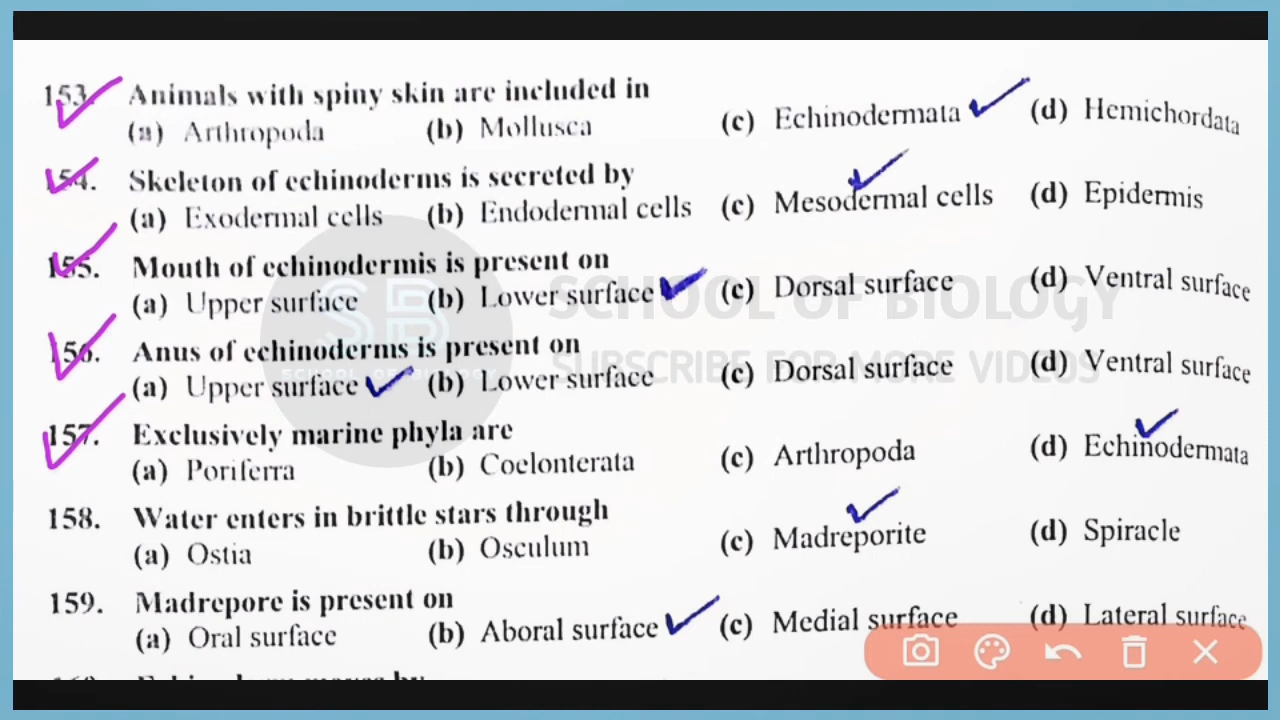 153. Animals with spiny skin are included in
(a) Arthropoda (b) Mollusca (c) Echinodermata (d) Hemichordata
154. Skeleton of echinoderms is secreted by
(a) Exodermal cells (b) Endodermal cells (c) Mesodermal cells (d) Epidermis
155. Mouth of echinodermis is present on
(a) Upper surface (b) Lower surface (c) Dorsal surface (d) Ventral surface
156. Anus of echinoderms is present on
(a) Upper surface (b) Lower surface (c) Dorsal surface (d) Ventral surface
157. Exclusively marine phyla are
(a) Poriferra (b) Coelonterata (c) Arthropoda (d) Echinodermata
158. Water enters in brittle stars through
(a) Ostia (b) Osculum (c) Madreporite (d) Spiracle
159. Madrepore is present on
(a) Oral surface (b) Aboral surface (c) Medial surface (d) Lateral surface
SB
SCHOOL OF BIOLOGY
SCHOOL OF BIOLOGY
SUBSCRIBE FOR MORE VIDEOS